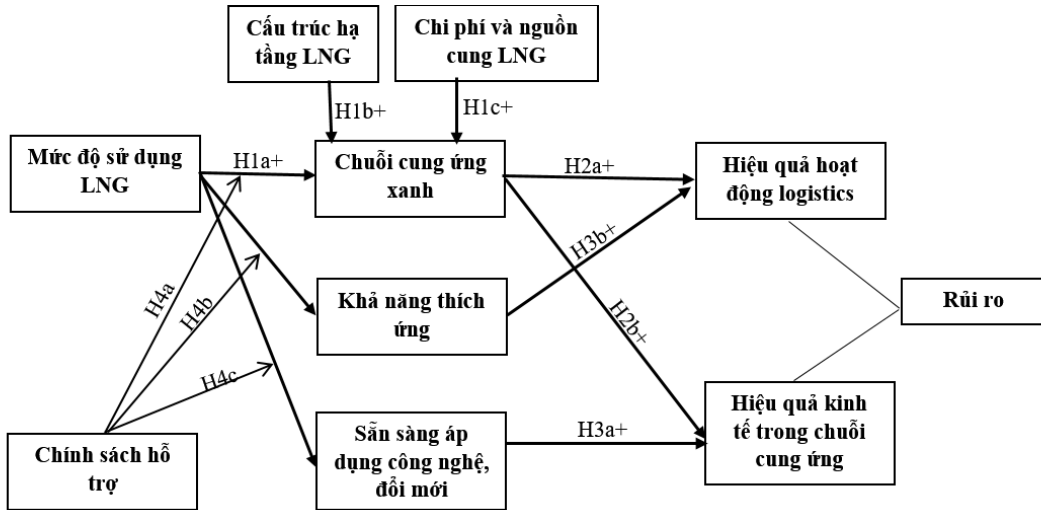 Cấu trúc hạ
tầng LNG
Chi phí và nguồn
cung LNG
H1b+
H1c+
Mức độ sử dụng
LNG
H1a+
Chuỗi cung ứng
xanh
H2a+
Hiệu quả hoạt
động logistics
H3b+
H4a
H4b
Khả năng thích
ứng
H2b+
Rủi ro
H4c
Chính sách hỗ
trợ
Sẵn sàng áp
dụng công nghệ,
đổi mới
H3a+
Hiệu quả kinh
tế trong chuỗi
cung ứng